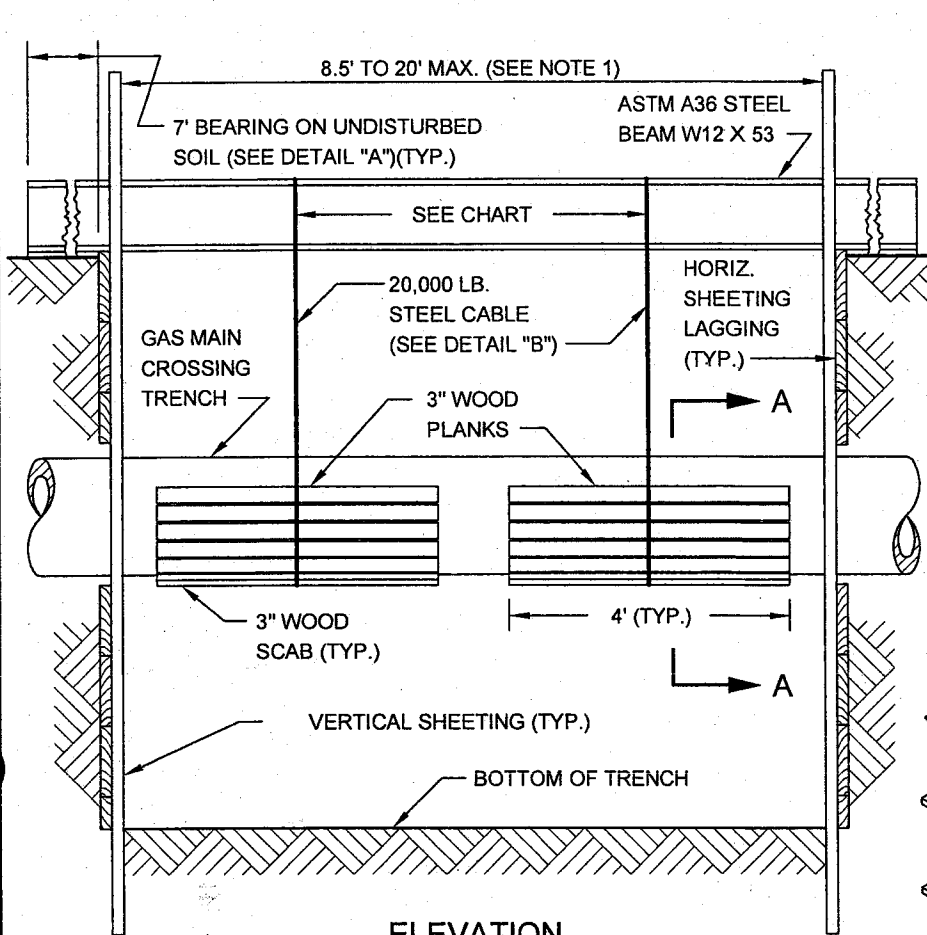 8.5' TO 20' MAX. (SEE NOTE 1)
ASTM A36 STEEL
BEAM W12 X 53
7' BEARING ON UNDISTURBED
SOIL (SEE DETAIL "A")(TYP.)
SEE CHART
20,000 LB.
STEEL CABLE
(SEE DETAIL "B")
HORIZ.
SHEETING
LAGGING
(TYP.)
GAS MAIN
CROSSING
TRENCH
3" WOOD
PLANKS
A
3" WOOD
SCAB (TYP.)
4' (TYP.)
A
VERTICAL SHEETING (TYP.)
BOTTOM OF TRENCH
ELEVATION